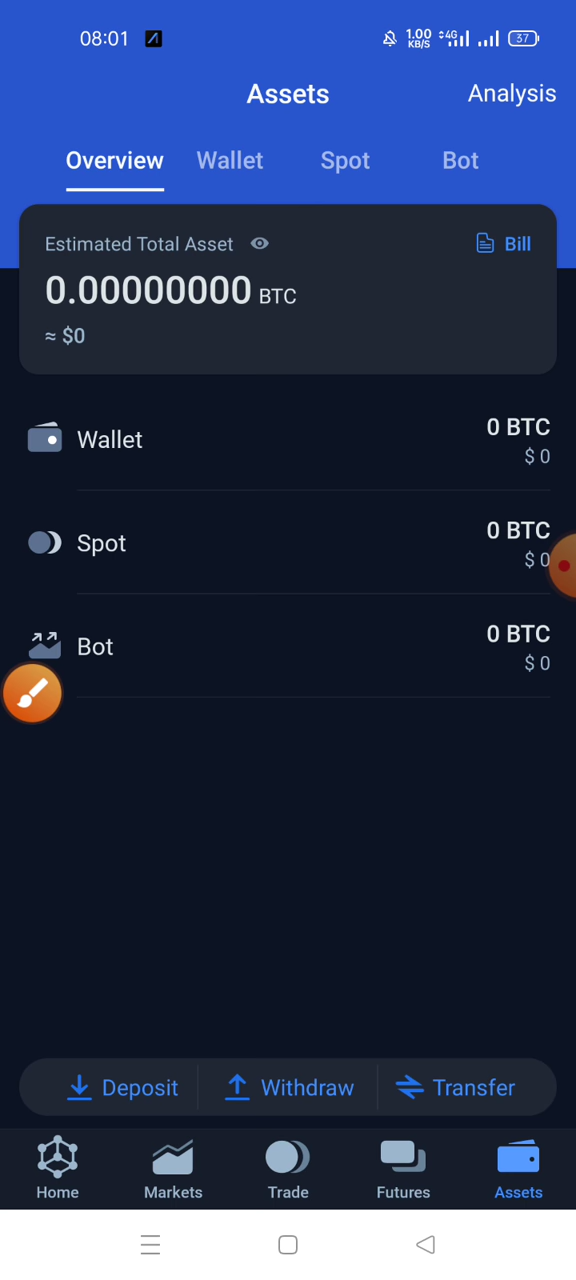 08:01 1.00 KB/S 4G 37
Assets Analysis
Overview Wallet Spot Bot
Estimated Total Asset Bill
0.00000000 BTC
≈ $0
Wallet 0 BTC
$ 0
Spot 0 BTC
$ 0
Bot 0 BTC
$ 0
Deposit Withdraw Transfer
Home Markets Trade Futures Assets